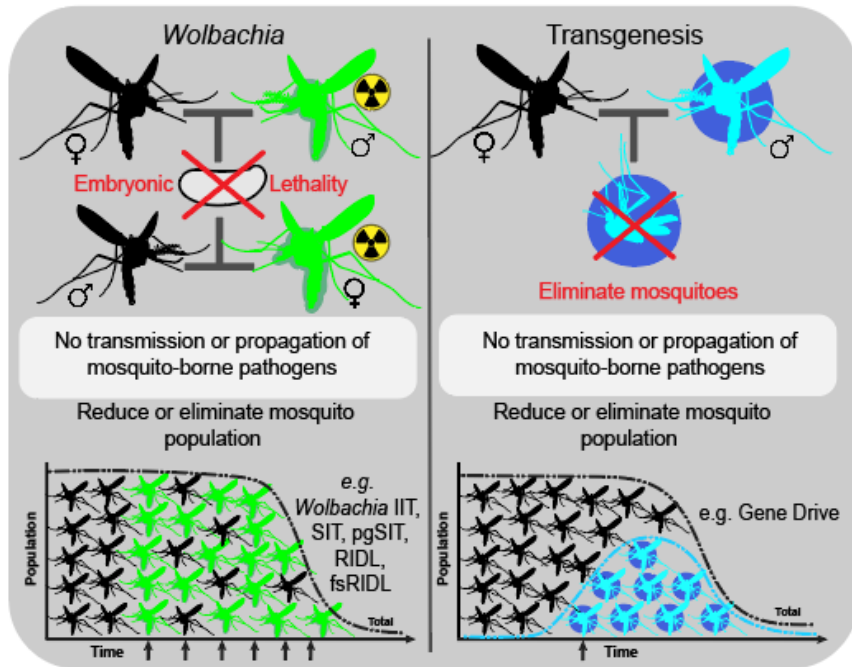 Wolbachia
♀
♂
Embryonic Lethality
♂
♀
No transmission or propagation of
mosquito-borne pathogens
Reduce or eliminate mosquito
population
e.g.
Wolbachia IIT,
SIT, pgSIT,
RIDL,
fsRIDL
Population
Total
Time
Transgenesis
♀
♂
Eliminate mosquitoes
No transmission or propagation of
mosquito-borne pathogens
Reduce or eliminate mosquito
population
e.g. Gene Drive
Population
Total
Time